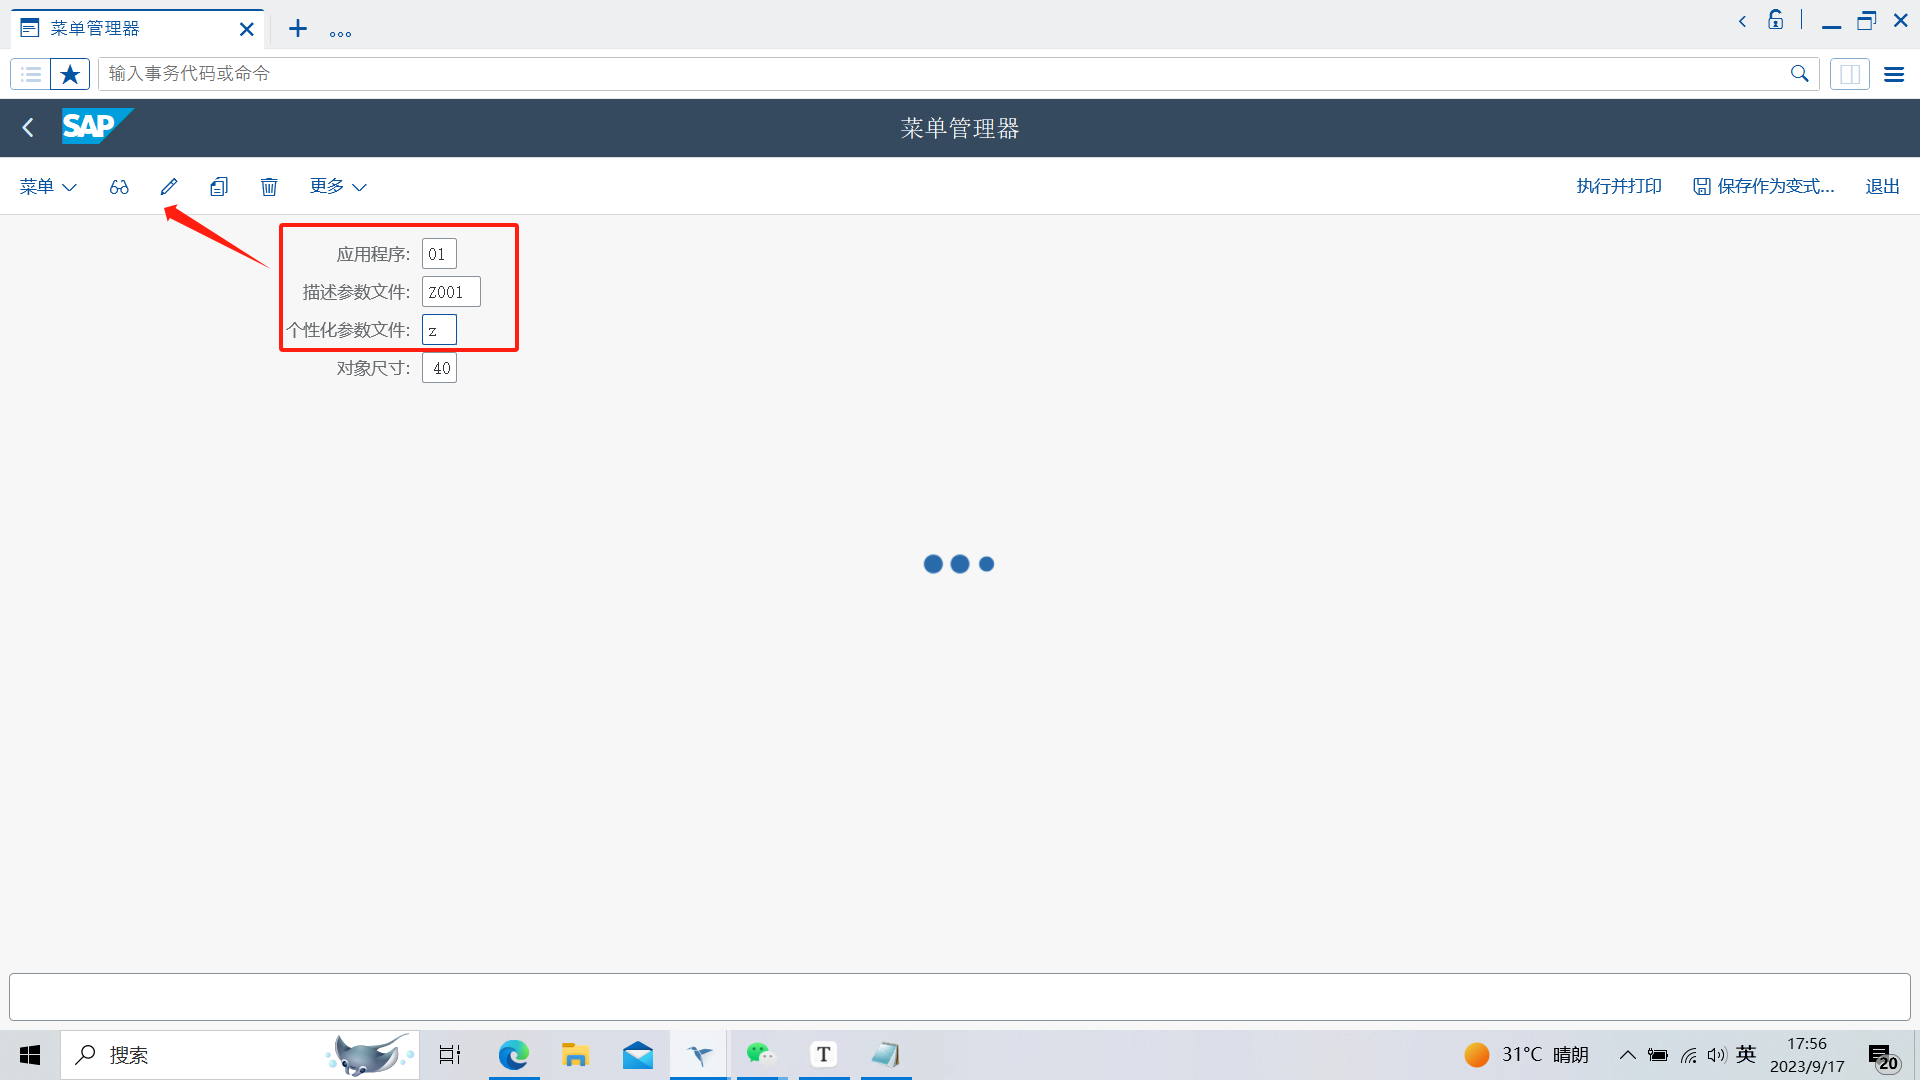 菜单管理器
输入事务代码或命令
SAP
菜单管理器
菜单
更多
执行并打印
保存作为变式...
退出
应用程序: 01
描述参数文件: Z001
个性化参数文件: z
对象尺寸: 40
搜索
T
31°C 晴朗
英
17:56
2023/9/17
20